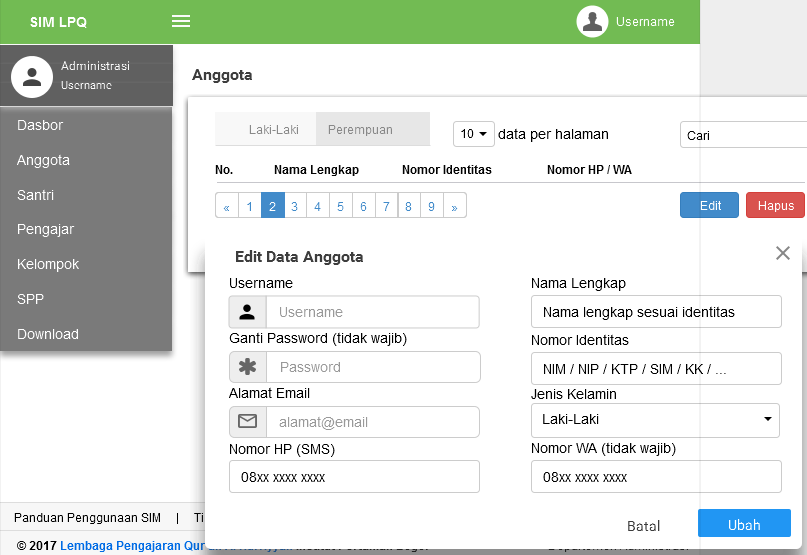 SIM LPQ
Username
Administrasi
Username
Dasbor
Anggota
Santri
Pengajar
Kelompok
SPP
Download
Anggota
Laki-Laki Perempuan 10 data per halaman Cari
No. Nama Lengkap Nomor Identitas Nomor HP / WA
« 1 2 3 4 5 6 7 8 9 » Edit Hapus
Edit Data Anggota
Username Nama Lengkap
Username Nama lengkap sesuai identitas
Ganti Password (tidak wajib) Nomor Identitas
Password NIM / NIP / KTP / SIM / KK / ...
Alamat Email Jenis Kelamin
alamat@email Laki-Laki
Nomor HP (SMS) Nomor WA (tidak wajib)
08xx xxxx xxxx 08xx xxxx xxxx
Batal Ubah
Panduan Penggunaan SIM | Ti
© 2017 Lembaga Pengajaran Qur